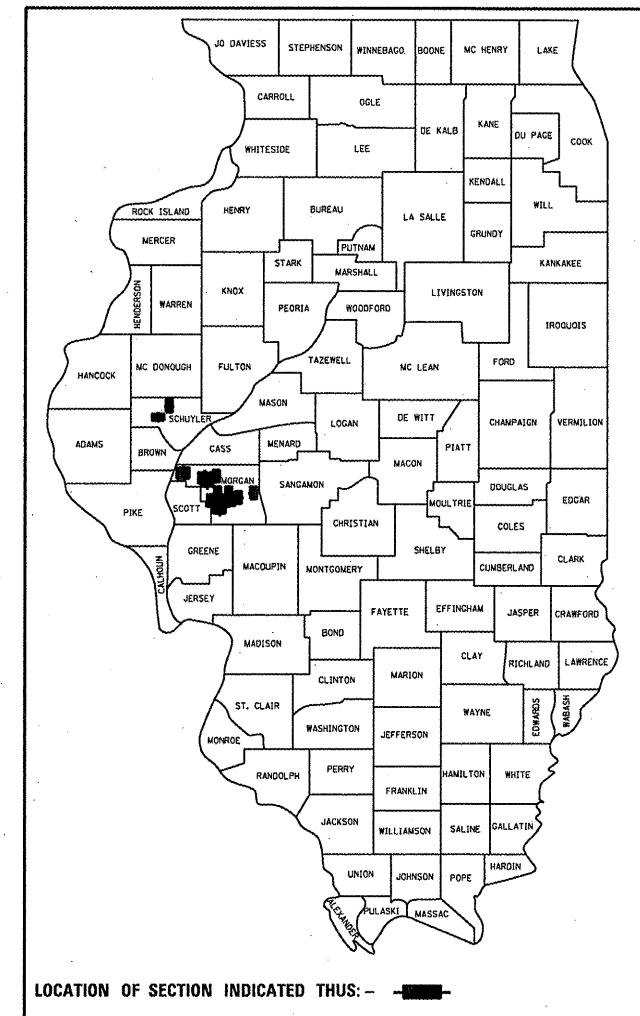 JO DAVIESS STEPHENSON WINNEBAGO BOONE MC HENRY LAKE
CARROLL OGLE DE KALB KANE DU PAGE COOK
WHITESIDE LEE
KENDALL WILL
ROCK ISLAND HENRY BUREAU LA SALLE GRUNDY
MERCER PUTNAM
STARK MARSHALL KANKAKEE
HENDERSON WARREN KNOX PEORIA WOODFORD LIVINGSTON IROQUOIS
HANCOCK MC DONOUGH FULTON TAZEWELL MC LEAN FORD
MASON
SCHUYLER LOGAN DE WITT CHAMPAIGN VERMILION
ADAMS BROWN CASS MENARD PIATT
MACON
MORGAN SANGAMON DOUGLAS
PIKE SCOTT MOULTRIE EDGAR
CHRISTIAN COLES
GREENE SHELBY
CALHOUN MACOUPIN MONTGOMERY CUMBERLAND CLARK
JERSEY
FAYETTE EFFINGHAM JASPER CRAWFORD
MADISON BOND
CLAY RICHLAND LAWRENCE
CLINTON MARION
ST. CLAIR WAYNE EDWARDS WABASH
MONROE WASHINGTON JEFFERSON
RANDOLPH PERRY HAMILTON WHITE
FRANKLIN
JACKSON WILLIAMSON SALINE GALLATIN
UNION JOHNSON POPE HARDIN
ALEXANDER PULASKI MASSAC
LOCATION OF SECTION INDICATED THUS: –